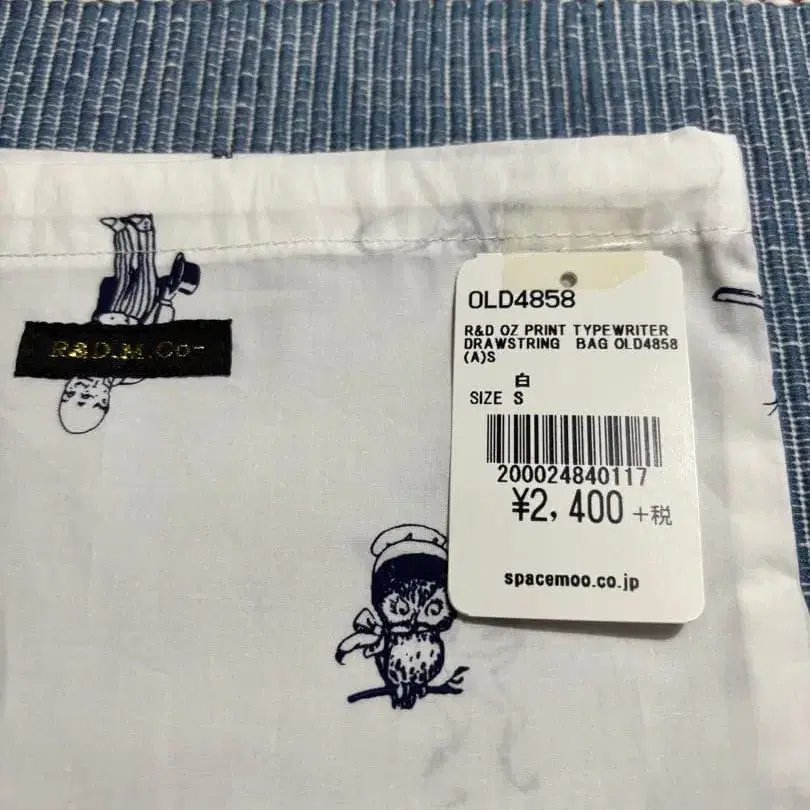 R&D.M.Co-
OLD4858
R&D OZ PRINT TYPEWRITER
DRAWSTRING BAG OLD4858
(A)S
白
SIZE S
200024840117
¥2,400+税
spacemoo.co.jp